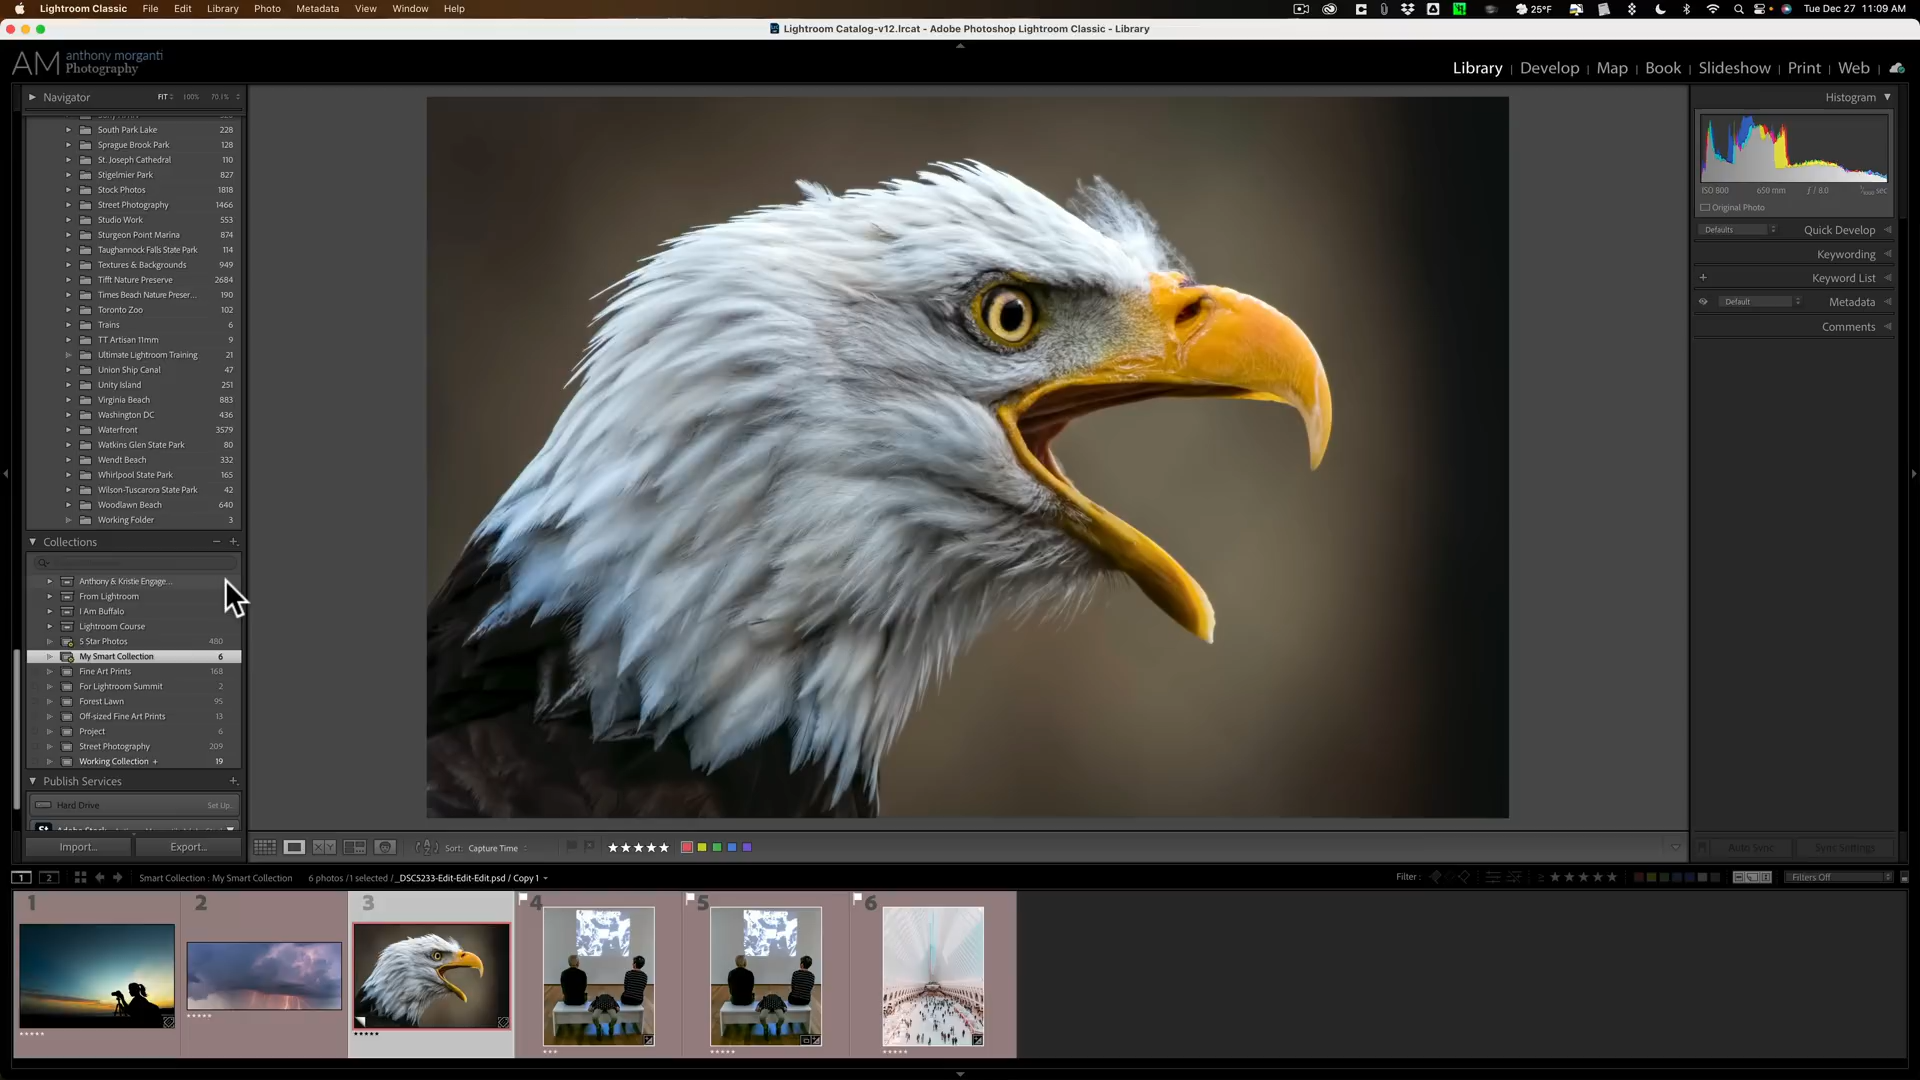 Lightroom Classic File Edit Library Photo Metadata View Window Help
25°F Tue Dec 27 11:09 AM
Lightroom Catalog-v12.lrcat - Adobe Photoshop Lightroom Classic - Library
AM anthony morganti
Photography
Library | Develop | Map | Book | Slideshow | Print | Web
Navigator FIT 100% 70.1%
South Park Lake 228
Sprague Brook Park 128
St. Joseph Cathedral 110
Stigelmier Park 827
Stock Photos 1818
Street Photography 1466
Studio Work 553
Sturgeon Point Marina 874
Taughannock Falls State Park 114
Textures & Backgrounds 949
Tifft Nature Preserve 2684
Times Beach Nature Preser... 190
Toronto Zoo 102
Trains 6
TT Artisan 11mm 9
Ultimate Lightroom Training 21
Union Ship Canal 47
Unity Island 251
Virginia Beach 883
Washington DC 436
Waterfront 3579
Watkins Glen State Park 80
Wendt Beach 332
Whirlpool State Park 165
Wilson-Tuscarora State Park 42
Woodlawn Beach 640
Working Folder 3
Collections − +
Anthony & Kristie Engage...
From Lightroom
I Am Buffalo
Lightroom Course
5 Star Photos 480
My Smart Collection 6
Fine Art Prints 168
For Lightroom Summit 2
Forest Lawn 95
Off-sized Fine Art Prints 13
Project 6
Street Photography 209
Working Collection + 19
Publish Services +
Hard Drive Set Up...
St
Import... Export...
Histogram
ISO 800 650 mm ƒ / 8.0 sec
Original Photo
Defaults Quick Develop
Keywording
+ Keyword List
Default Metadata
Comments
XY Sort: Capture Time
Auto Sync Sync Settings
1 2 Smart Collection : My Smart Collection 6 photos / 1 selected / _DSC5233-Edit-Edit-Edit.psd / Copy 1 Filter : Filters Off
1 2 3 4 5 6